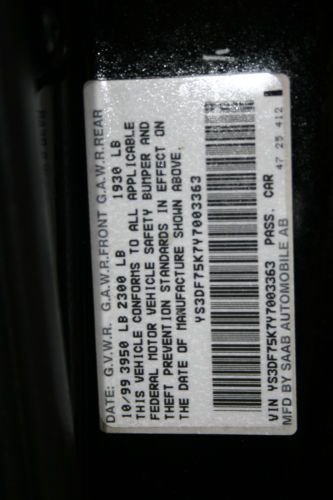 DATE: G.V.W.R. G.A.W.R.FRONT G.A.W.R.REAR
10/99 3950 LB 2300 LB 1930 LB
THIS VEHICLE CONFORMS TO ALL APPLICABLE
FEDERAL MOTOR VEHICLE SAFETY BUMPER AND
THEFT PREVENTION STANDARDS IN EFFECT ON
THE DATE OF MANUFACTURE SHOWN ABOVE.
YS3DF75K7Y7003363
VIN YS3DF75K7Y7003363 PASS. CAR
MFD BY SAAB AUTOMOBILE AB 47 25 412